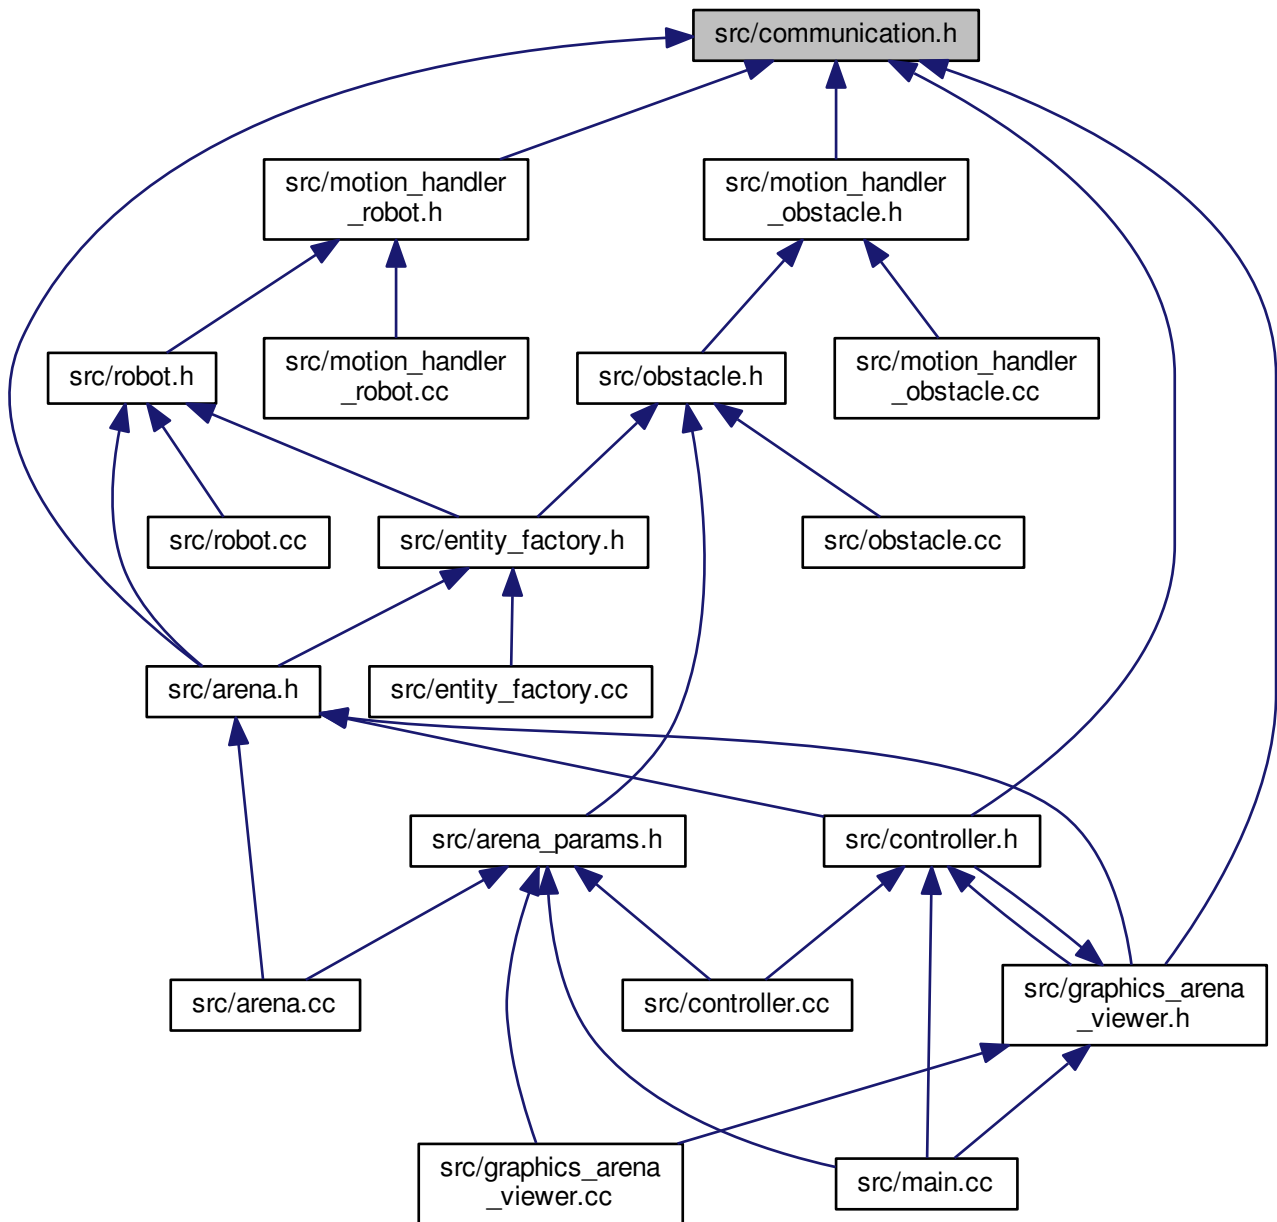 src/communication.h
src/motion_handler
_robot.h
src/motion_handler
_obstacle.h
src/robot.h
src/motion_handler
_robot.cc
src/obstacle.h
src/motion_handler
_obstacle.cc
src/robot.cc
src/entity_factory.h
src/obstacle.cc
src/arena.h
src/entity_factory.cc
src/arena_params.h
src/controller.h
src/arena.cc
src/controller.cc
src/graphics_arena
_viewer.h
src/graphics_arena
_viewer.cc
src/main.cc